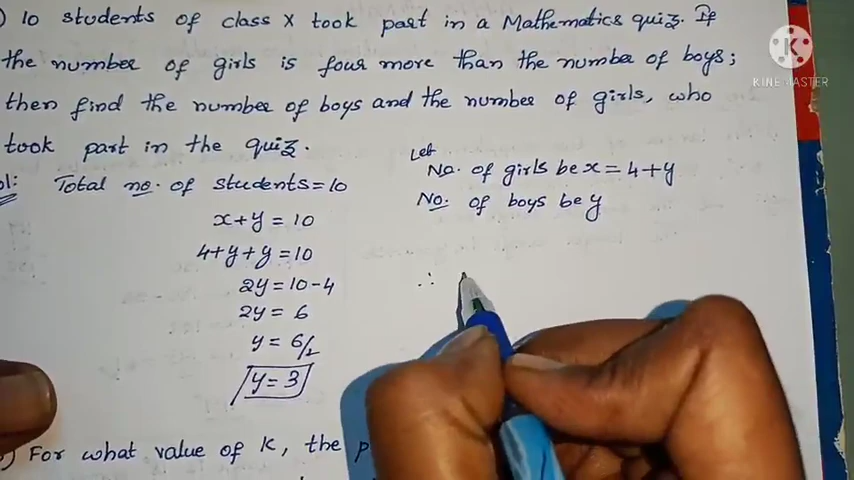 10 students of class X took part in a Mathematics quiz. If
the number of girls is four more than the number of boys;
then find the number of boys and the number of girls, who
took part in the quiz.
Sol: Total no. of students = 10
x+y = 10
4+y+y = 10
2y = 10-4
2y = 6
y = 6/2
y = 3
Let
No. of girls be x = 4+y
No. of boys be y
∴
For what value of k, the
K
KINEMASTER